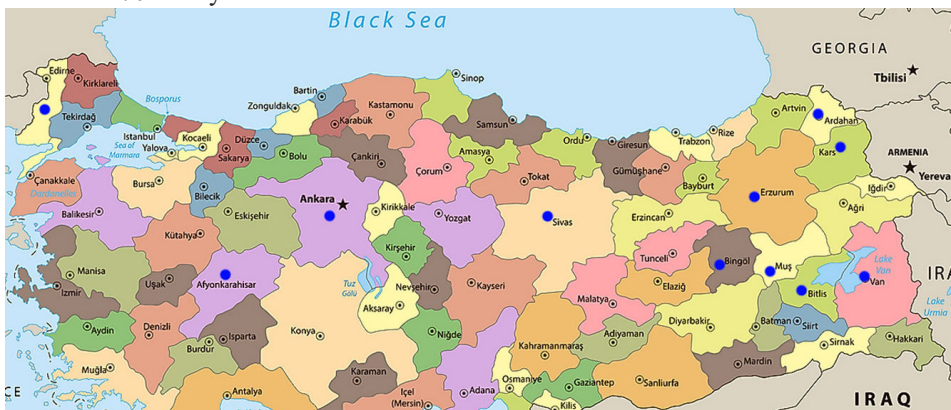 Black Sea
GEORGIA
Tbilisi
Edirne
Kirklareli
Bosporus
Bartin
Sinop
Zonguldak
Kastamonu
Artvin
Tekirdağ
Istanbul
Kocaeli
Düzce
Karabük
Samsun
Ordu
Giresun
Trabzon
Rize
Ardahan
Sea of
Marmara
Yalova
Sakarya
Bolu
Çankiri
Amasya
Gümüşhane
Kars
ARMENIA
Çanakkale
Dardanelles
Bursa
Bilecik
Çorum
Tokat
Bayburt
Erzurum
Iğdir
Yereva
Balikesir
Eskişehir
Ankara
Kirikkale
Yozgat
Sivas
Erzincan
Ağri
Kütahya
Kirşehir
Tunceli
Bingöl
Muş
Lake
Van
Van
IRA
Manisa
Uşak
Afyonkarahisar
Tuz
Gölü
Nevşehir
Kayseri
Elaziğ
Bitlis
Lake
Urmia
Izmir
Aksaray
Malatya
Aydin
Denizli
Isparta
Konya
Niğde
Adiyaman
Diyarbakir
Batman
Siirt
Hakkari
Burdur
Kahramanmaraş
Mardin
Sirnak
Muğla
Karaman
Osmaniye
Gaziantep
Sanliurfa
CE
Antalya
Içel
(Mersin)
Adana
Kilis
IRAQ